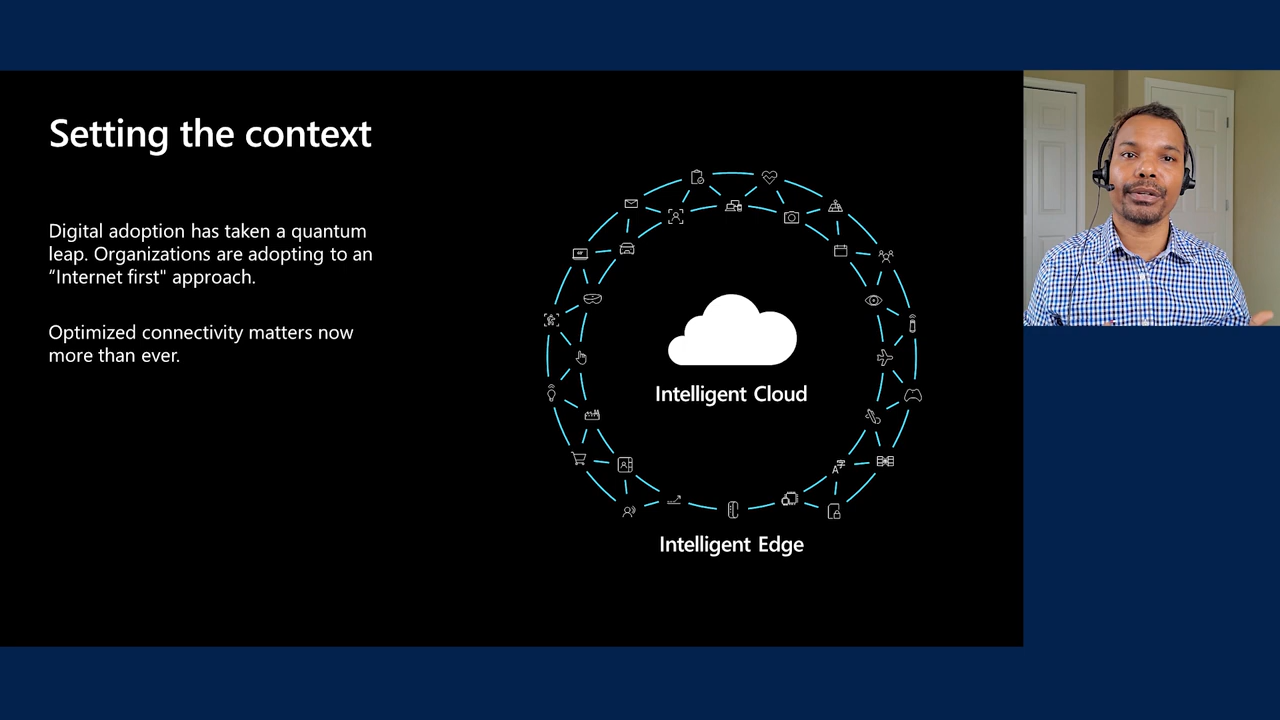 Setting the context
Digital adoption has taken a quantum
leap. Organizations are adopting to an
“Internet first" approach.
Optimized connectivity matters now
more than ever.
Intelligent Cloud
Intelligent Edge